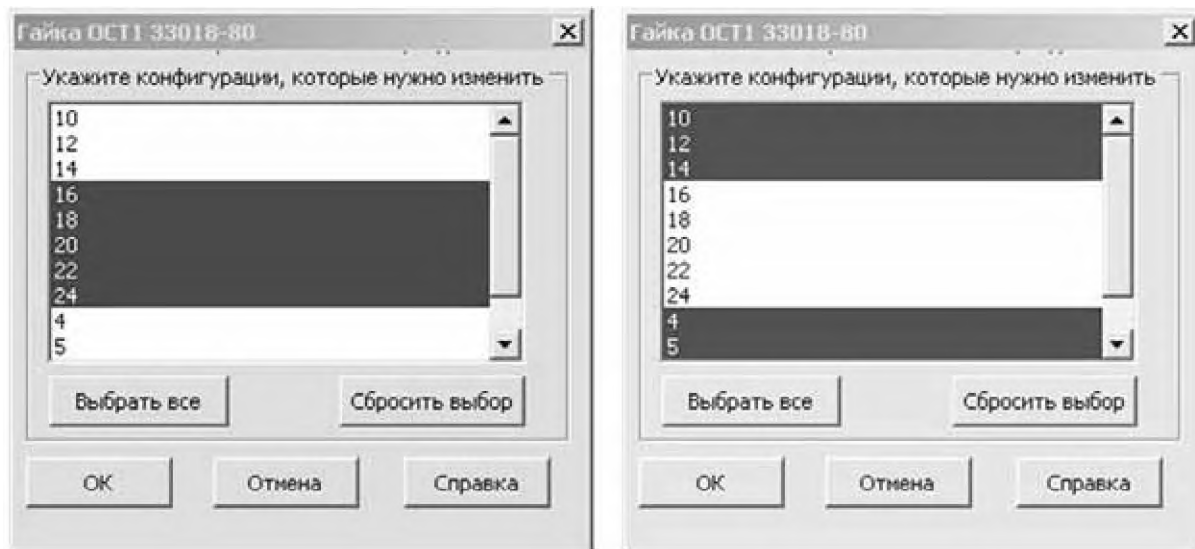 Гайка ОСТ1 33018-80
Укажите конфигурации, которые нужно изменить
10
12
14
16
18
20
22
24
4
5
Выбрать все
Сбросить выбор
ОК
Отмена
Справка
Гайка ОСТ1 33018-80
Укажите конфигурации, которые нужно изменить
10
12
14
16
18
20
22
24
4
5
Выбрать все
Сбросить выбор
ОК
Отмена
Справка